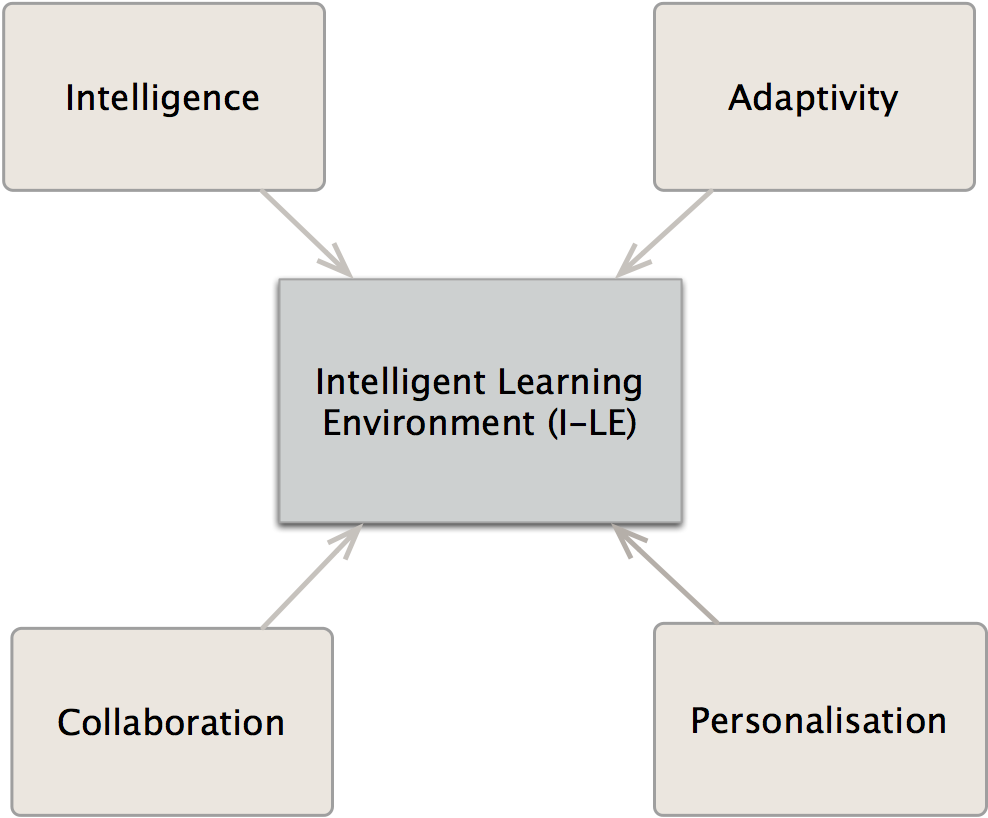 Intelligence
Adaptivity
Intelligent Learning
Environment (I-LE)
Collaboration
Personalisation